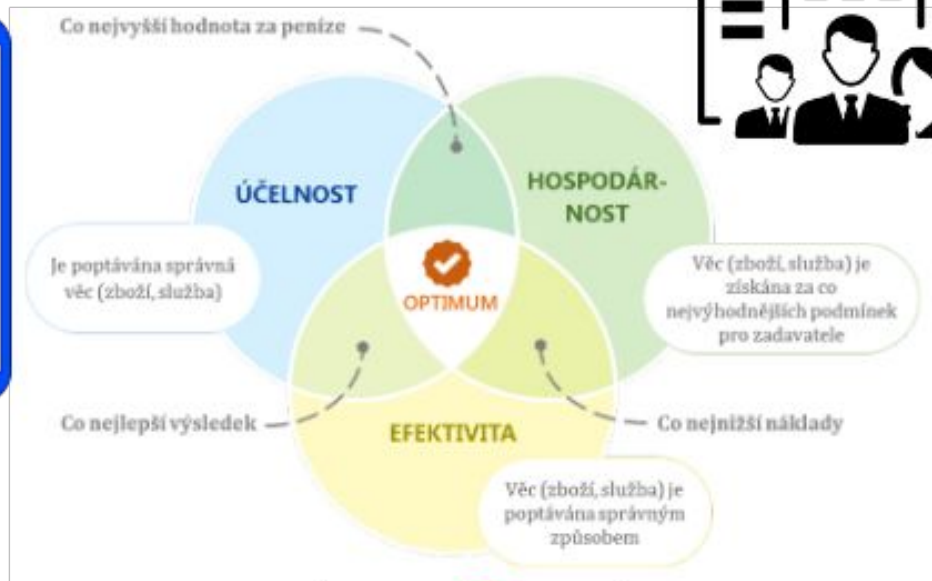 Co nejvyšší hodnota za peníze
ÚČELNOST
HOSPODÁR-
NOST
Je poptávána správná
věc (zboží, služba)
OPTIMUM
Věc (zboží, služba) je
získána za co
nejvýhodnějších podmínek
pro zadavatele
Co nejlepší výsledek
Co nejnižší náklady
EFEKTIVITA
Věc (zboží, služba) je
poptávána správným
způsobem